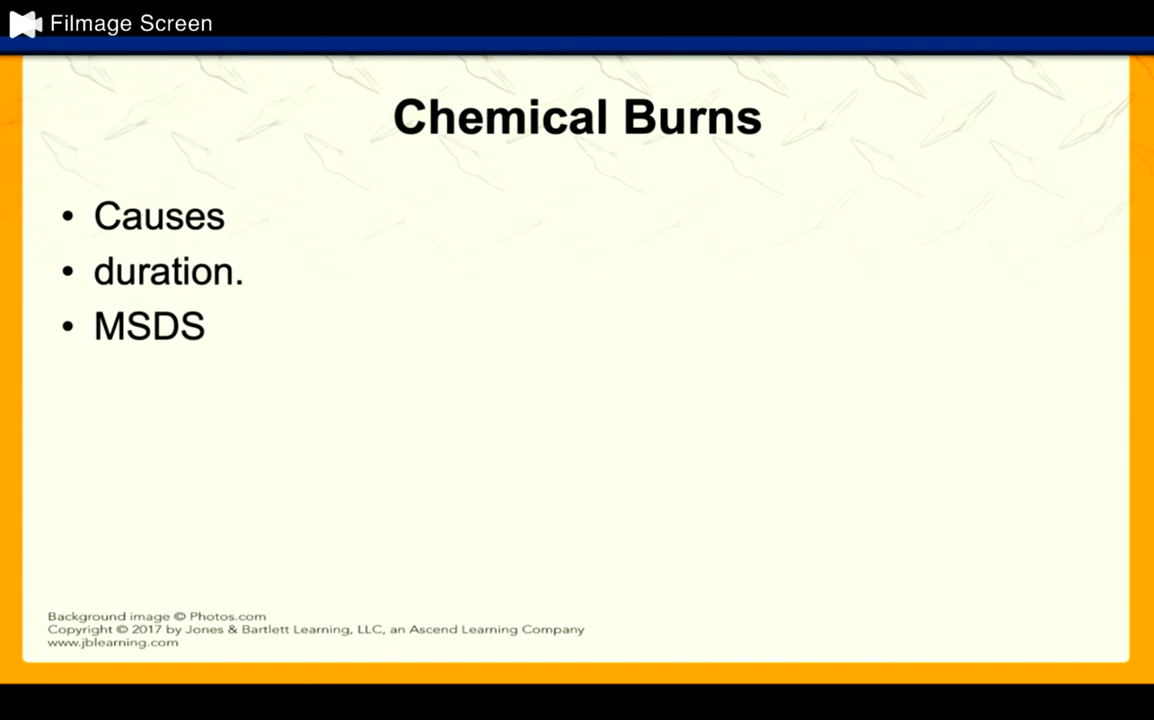 Filmage Screen
Chemical Burns
• Causes
• duration.
• MSDS
Background image © Photos.com
Copyright © 2017 by Jones & Bartlett Learning, LLC, an Ascend Learning Company
www.jblearning.com